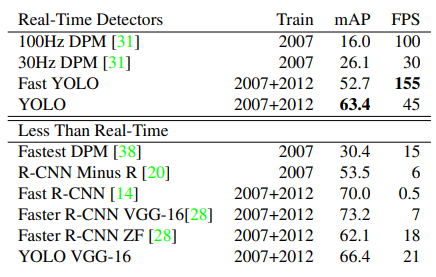 Real-Time Detectors Train mAP FPS
100Hz DPM [31] 2007 16.0 100
30Hz DPM [31] 2007 26.1 30
Fast YOLO 2007+2012 52.7 155
YOLO 2007+2012 63.4 45
Less Than Real-Time
Fastest DPM [38] 2007 30.4 15
R-CNN Minus R [20] 2007 53.5 6
Fast R-CNN [14] 2007+2012 70.0 0.5
Faster R-CNN VGG-16[28] 2007+2012 73.2 7
Faster R-CNN ZF [28] 2007+2012 62.1 18
YOLO VGG-16 2007+2012 66.4 21